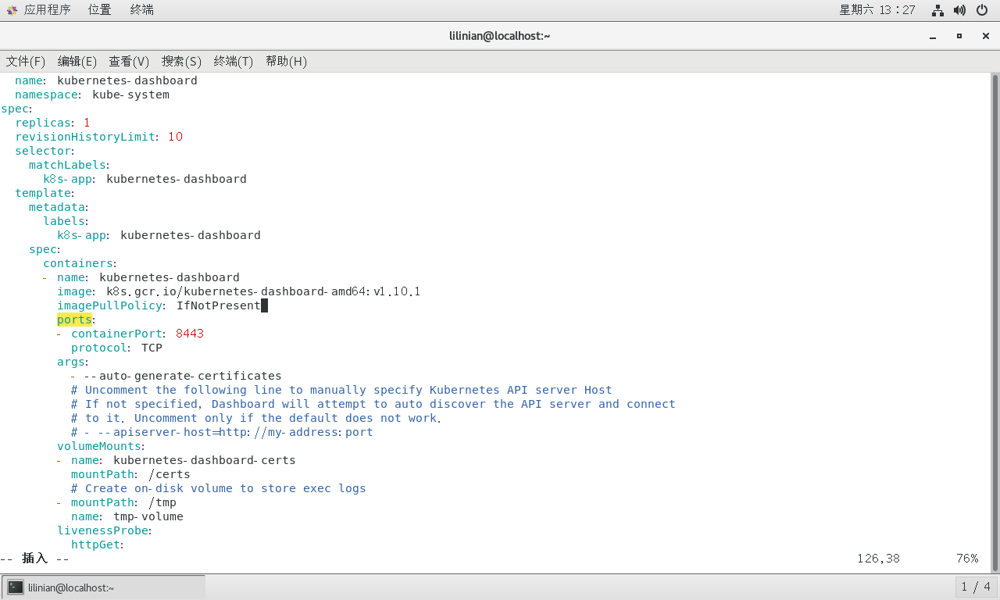 应用程序 位置 终端 星期六 13：27
lilinian@localhost:~
文件(F) 编辑(E) 查看(V) 搜索(S) 终端(T) 帮助(H)
name: kubernetes-dashboard
namespace: kube-system
spec:
replicas: 1
revisionHistoryLimit: 10
selector:
matchLabels:
k8s-app: kubernetes-dashboard
template:
metadata:
labels:
k8s-app: kubernetes-dashboard
spec:
containers:
- name: kubernetes-dashboard
image: k8s.gcr.io/kubernetes-dashboard-amd64:v1.10.1
imagePullPolicy: IfNotPresent
ports:
- containerPort: 8443
protocol: TCP
args:
- --auto-generate-certificates
# Uncomment the following line to manually specify Kubernetes API server Host
# If not specified, Dashboard will attempt to auto discover the API server and connect
# to it. Uncomment only if the default does not work.
# - --apiserver-host=http://my-address:port
volumeMounts:
- name: kubernetes-dashboard-certs
mountPath: /certs
# Create on-disk volume to store exec logs
- mountPath: /tmp
name: tmp-volume
livenessProbe:
httpGet:
-- 插入 -- 126,38 76%
lilinian@localhost:~ 1 / 4